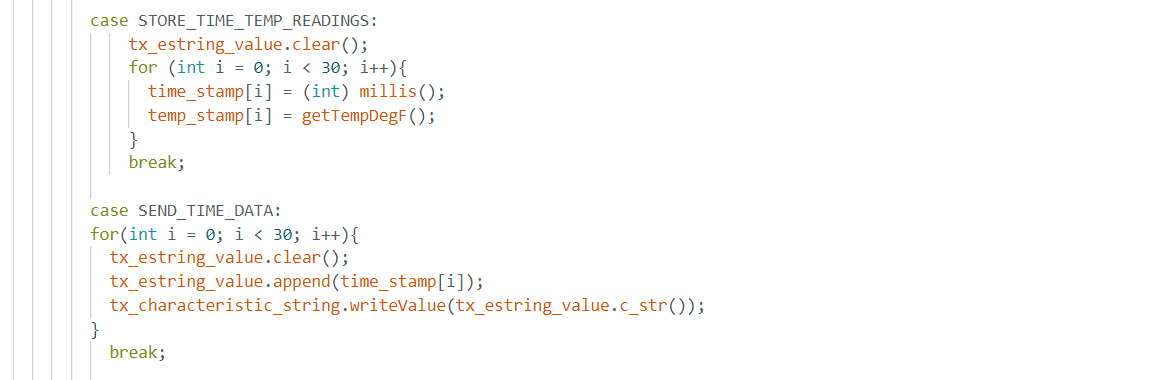 case STORE_TIME_TEMP_READINGS:
tx_estring_value.clear();
for (int i = 0; i < 30; i++){
time_stamp[i] = (int) millis();
temp_stamp[i] = getTempDegF();
}
break;
case SEND_TIME_DATA:
for(int i = 0; i < 30; i++){
tx_estring_value.clear();
tx_estring_value.append(time_stamp[i]);
tx_characteristic_string.writeValue(tx_estring_value.c_str());
}
break;